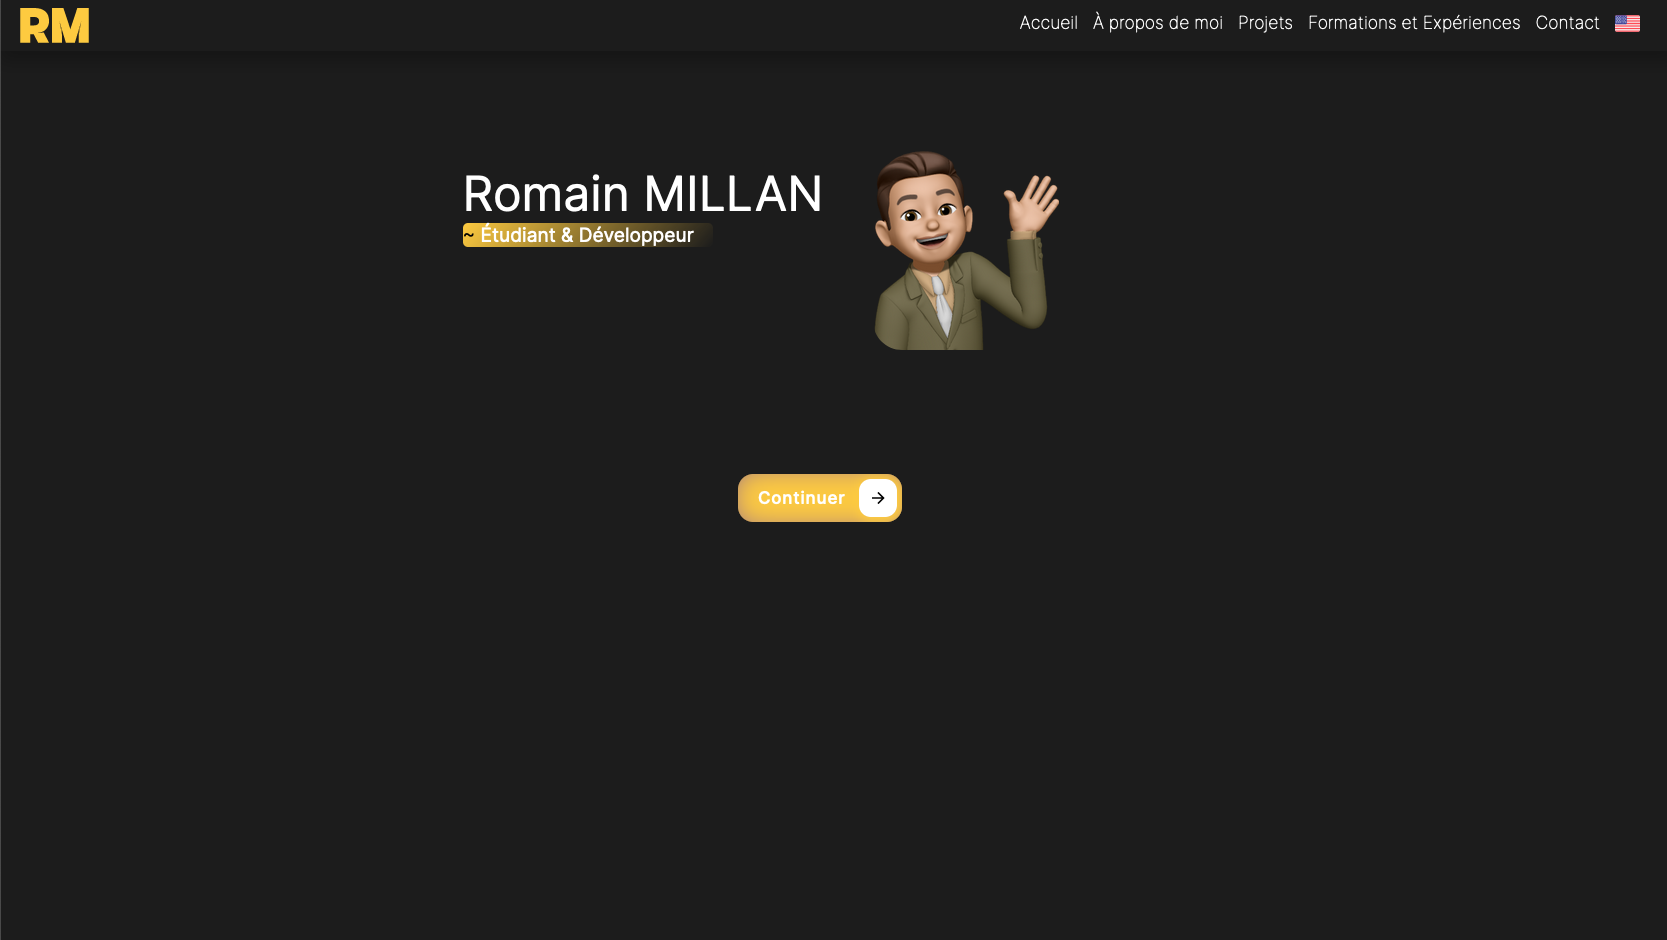 RM
Accueil À propos de moi Projets Formations et Expériences Contact
Romain MILLAN
~ Étudiant & Développeur
Continuer